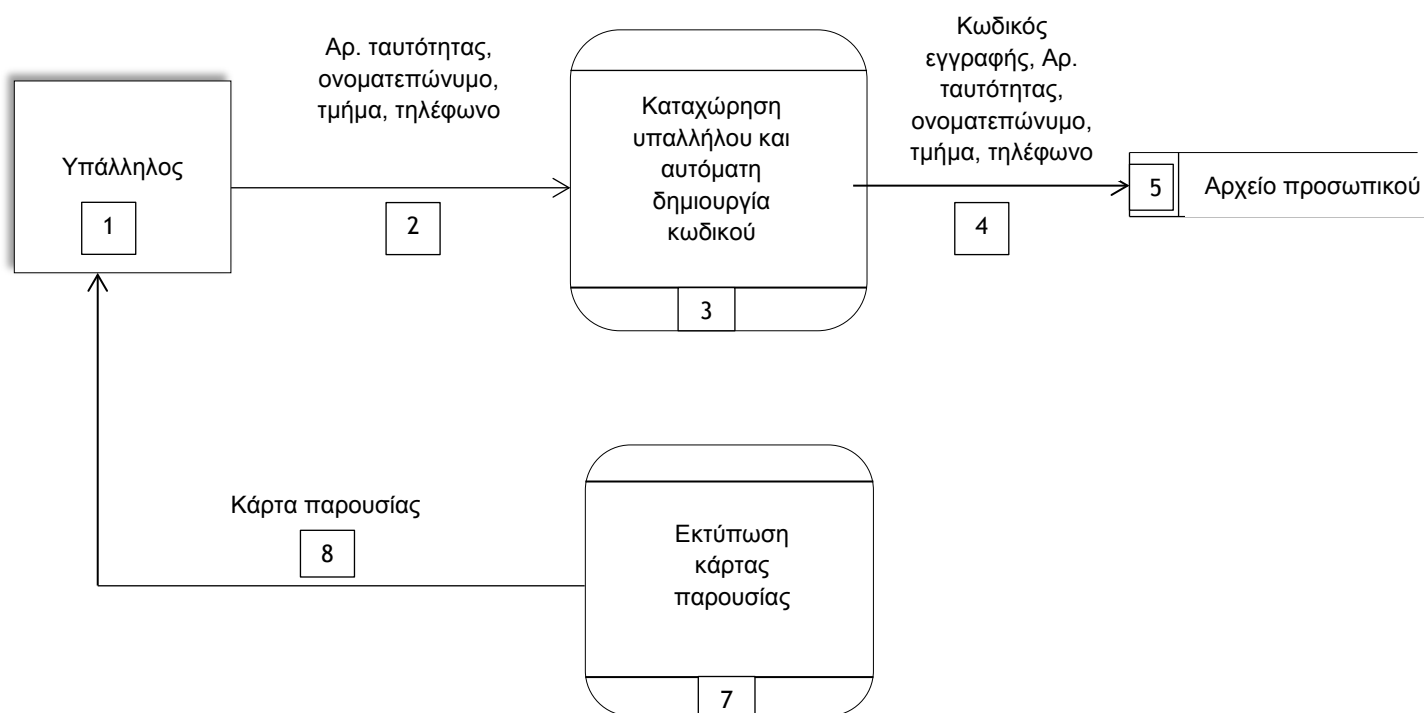 Υπάλληλος
1
Αρ. ταυτότητας,
ονοματεπώνυμο,
τμήμα, τηλέφωνο
2
Καταχώρηση
υπαλλήλου και
αυτόματη
δημιουργία
κωδικού
3
Κωδικός
εγγραφής, Αρ.
ταυτότητας,
ονοματεπώνυμο,
τμήμα, τηλέφωνο
4
5
Αρχείο προσωπικού
Εκτύπωση
κάρτας
παρουσίας
7
Κάρτα παρουσίας
8